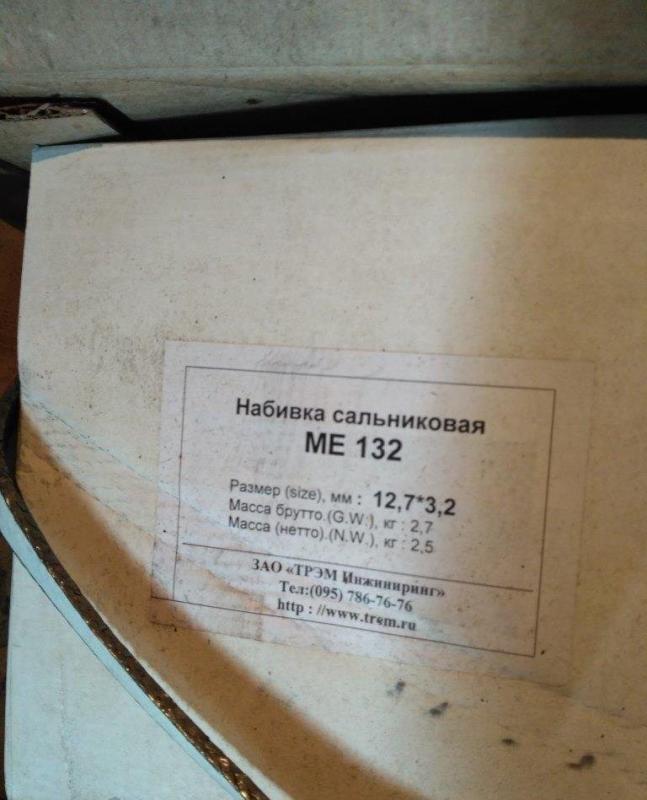 Набивка сальниковая
МЕ 132
Размер (size), мм : 12,7*3,2
Масса брутто.(G.W.), кг : 2,7
Масса (нетто).(N.W.), кг : 2,5
ЗАО «ТРЭМ Инжиниринг»
Тел:(095) 786-76-76
http : //www.trem.ru